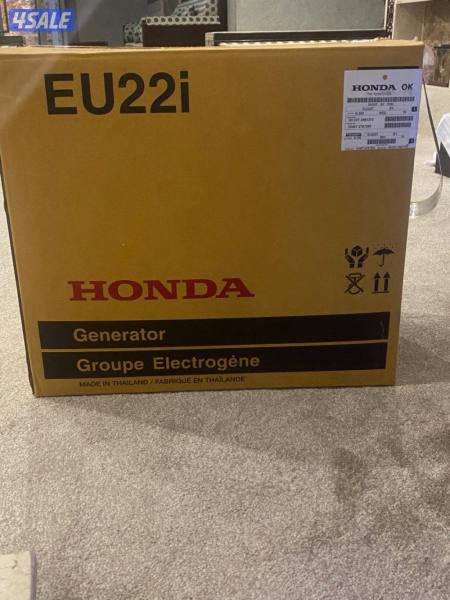 4SALE
EU22i
HONDA OK
HONDA
Generator
Groupe Electrogène
MADE IN THAILAND / FABRIQUÉ EN THAÏLANDE